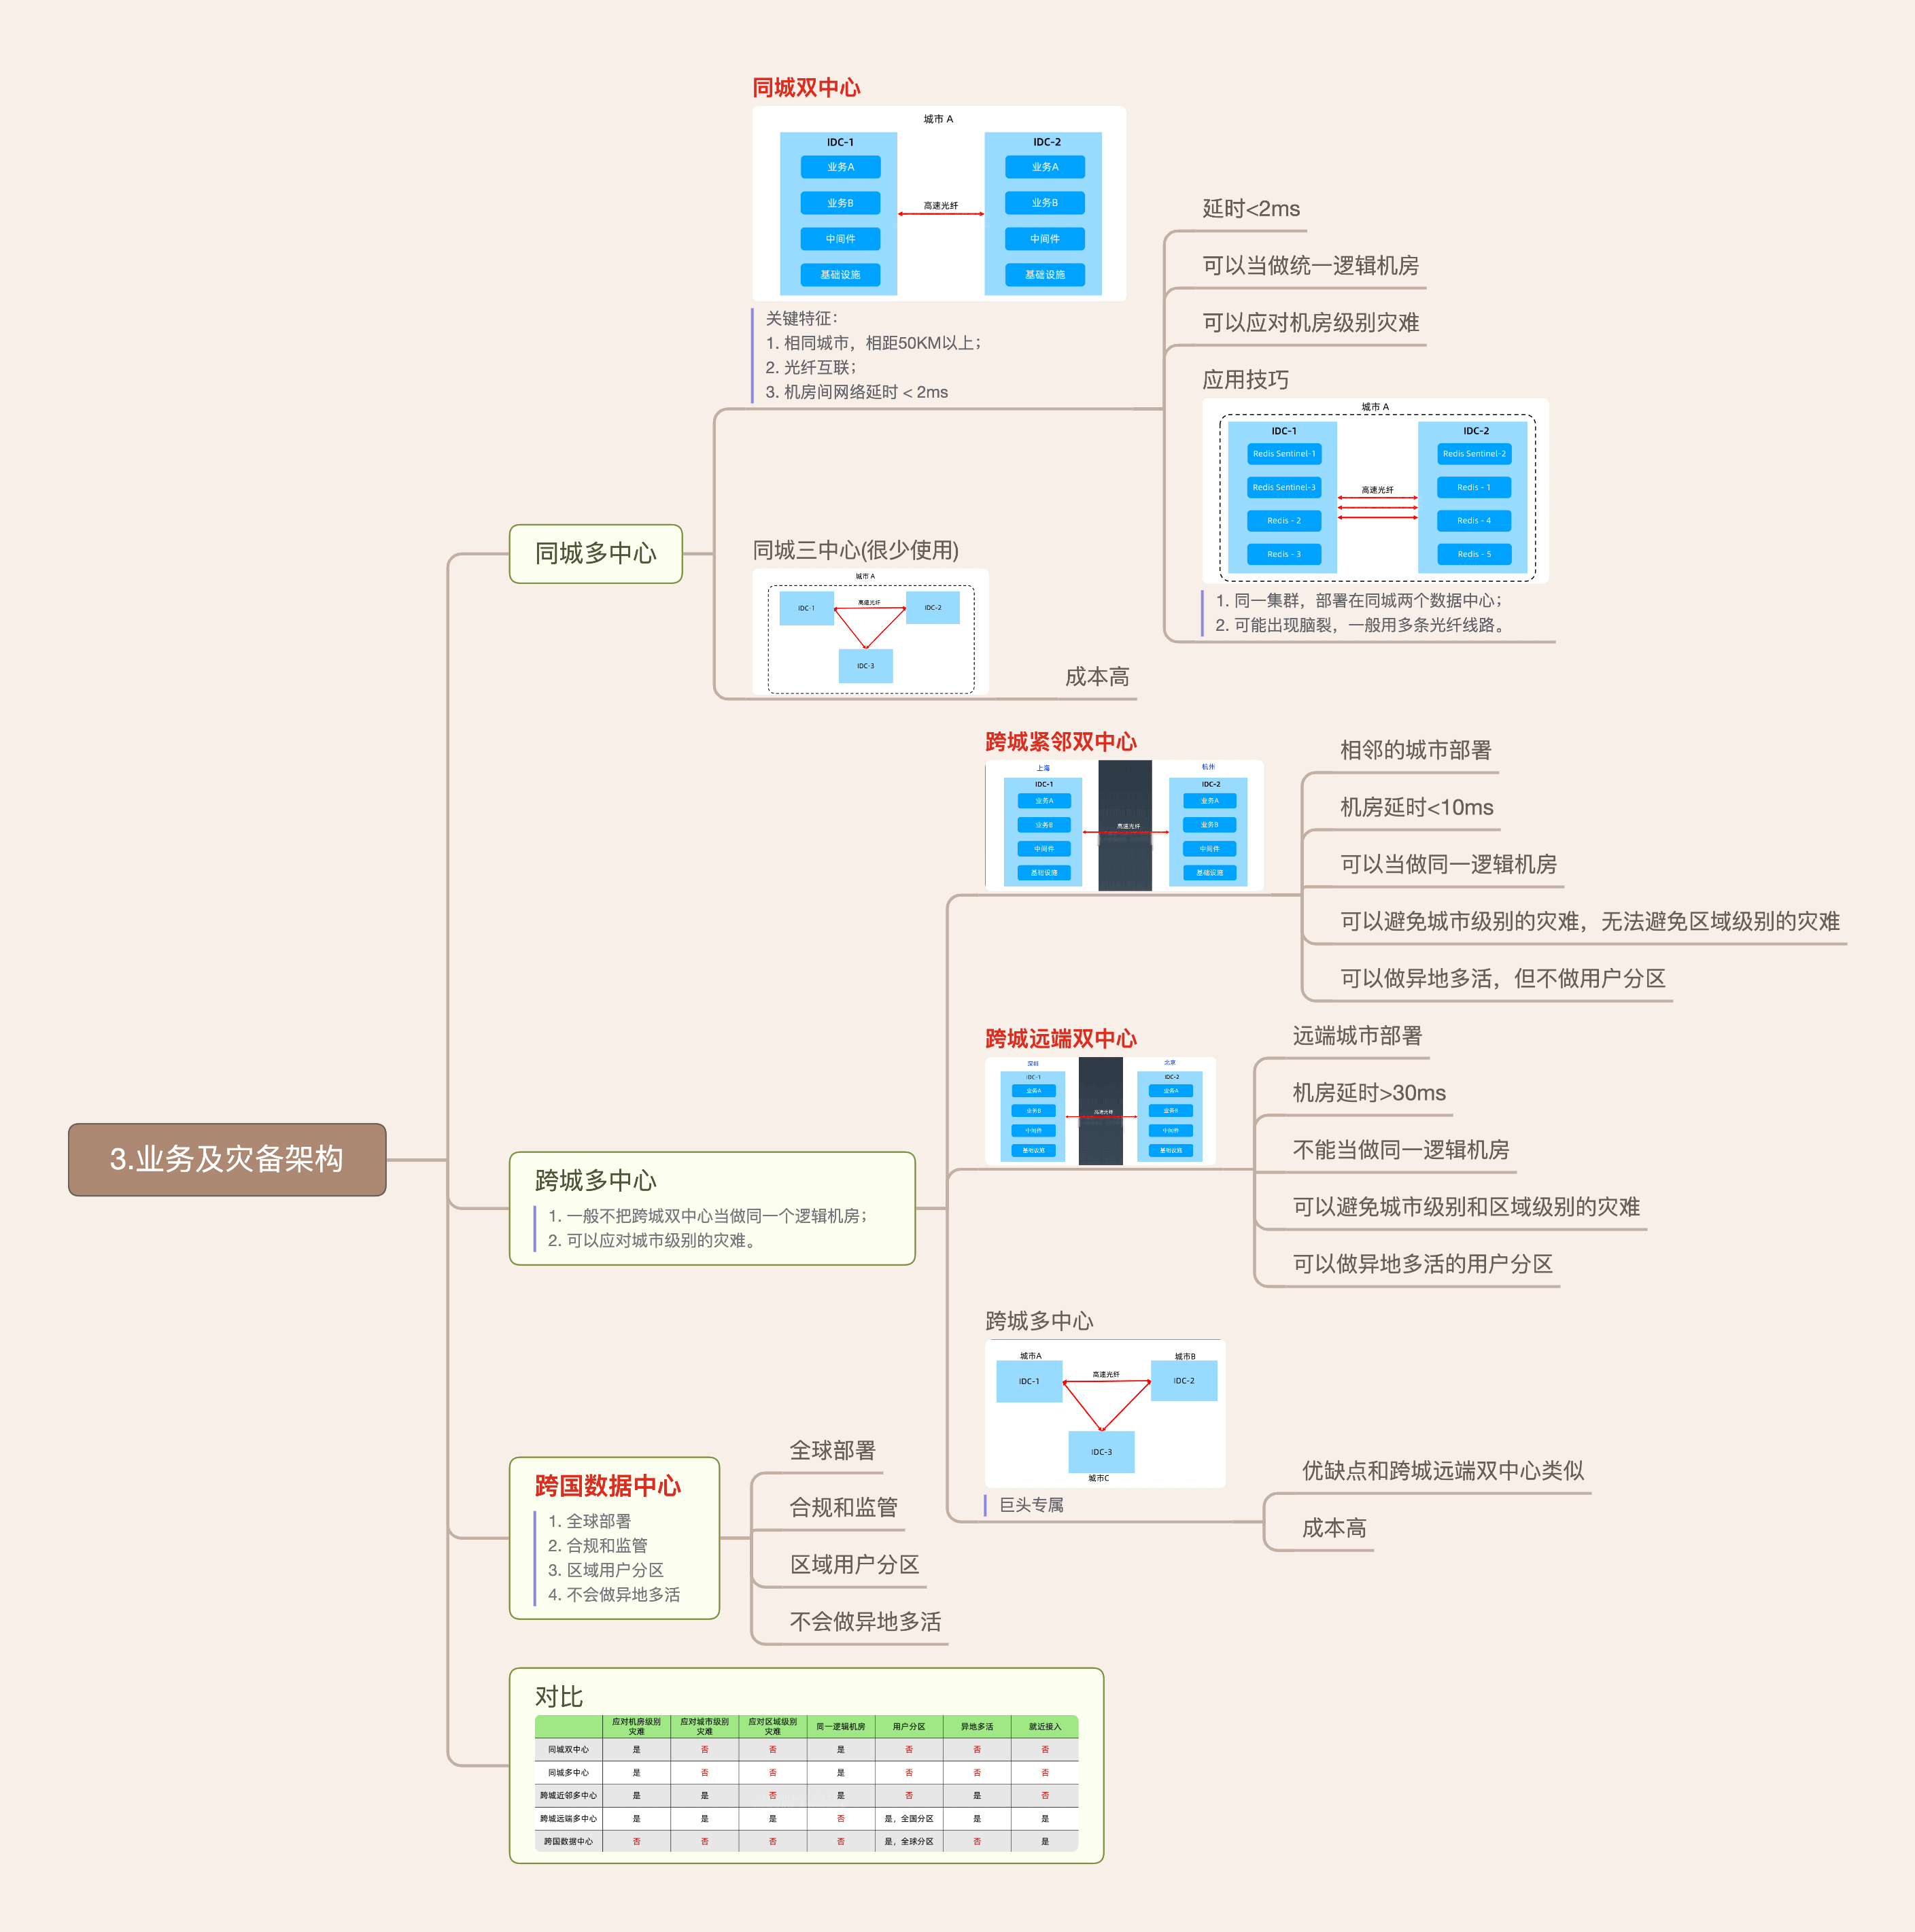 3.业务及灾备架构
同城多中心
同城双中心
城市 A
IDC-1
业务A
业务B
中间件
基础设施
高速光纤
IDC-2
业务A
业务B
中间件
基础设施
关键特征：
1. 相同城市，相距50KM以上；
2. 光纤互联；
3. 机房间网络延时 < 2ms
延时<2ms
可以当做统一逻辑机房
可以应对机房级别灾难
应用技巧
城市 A
IDC-1
Redis Sentinel-1
Redis Sentinel-3
Redis - 2
Redis - 3
高速光纤
IDC-2
Redis Sentinel-2
Redis - 1
Redis - 4
Redis - 5
1. 同一集群，部署在同城两个数据中心；
2. 可能出现脑裂，一般用多条光纤线路。
同城三中心(很少使用)
城市 A
IDC-1
高速光纤
IDC-2
IDC-3
成本高
跨城多中心
1. 一般不把跨城双中心当做同一个逻辑机房；
2. 可以应对城市级别的灾难。
跨城紧邻双中心
上海
IDC-1
业务A
业务B
中间件
基础设施
高速光纤
杭州
IDC-2
业务A
业务B
中间件
基础设施
相邻的城市部署
机房延时<10ms
可以当做同一逻辑机房
可以避免城市级别的灾难，无法避免区域级别的灾难
可以做异地多活，但不做用户分区
跨城远端双中心
深圳
IDC-1
业务A
业务B
中间件
基础设施
高速光纤
北京
IDC-2
业务A
业务B
中间件
基础设施
远端城市部署
机房延时>30ms
不能当做同一逻辑机房
可以避免城市级别和区域级别的灾难
可以做异地多活的用户分区
跨城多中心
城市A
IDC-1
高速光纤
城市B
IDC-2
IDC-3
城市C
巨头专属
优缺点和跨城远端双中心类似
成本高
跨国数据中心
1. 全球部署
2. 合规和监管
3. 区域用户分区
4. 不会做异地多活
全球部署
合规和监管
区域用户分区
不会做异地多活
对比
应对机房级别灾难 应对城市级别灾难 应对区域级别灾难 同一逻辑机房 用户分区 异地多活 就近接入
同城双中心 是 否 否 是 否 否 否
同城多中心 是 否 否 是 否 否 否
跨城近邻多中心 是 是 否 是 否 是 否
跨城远端多中心 是 是 是 否 是，全国分区 是 是
跨国数据中心 否 否 否 否 是，全球分区 否 是